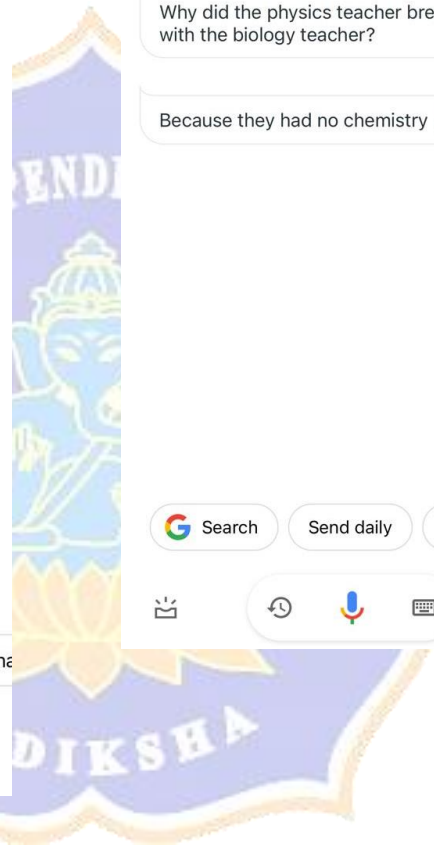 Why did the physics teacher bre
with the biology teacher?
Because they had no chemistry
Search
Send daily
ENDI
DIKSHA